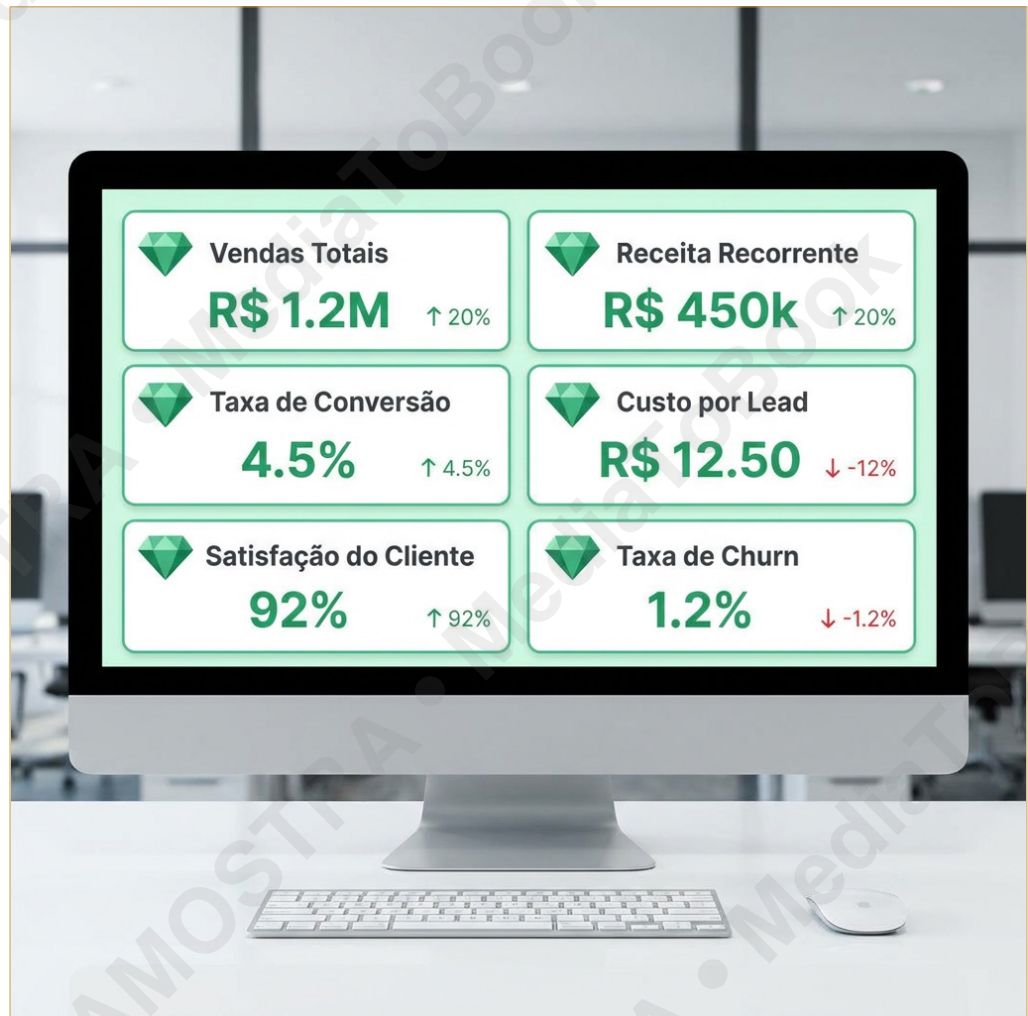 Vendas Totais
R$ 1.2M ↑ 20%
Receita Recorrente
R$ 450k ↑ 20%
Taxa de Conversão
4.5% ↑ 4.5%
Custo por Lead
R$ 12.50 ↓ -12%
Satisfação do Cliente
92% ↑ 92%
Taxa de Churn
1.2% ↓ -1.2%
AMOSTRA • MediaToBook